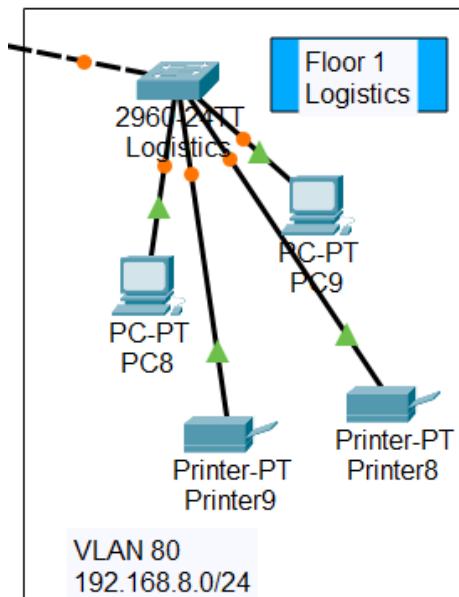 Floor 1
Logistics
2960-24TT
Logistics
PC-PT
PC9
PC-PT
PC8
Printer-PT
Printer8
Printer-PT
Printer9
VLAN 80
192.168.8.0/24